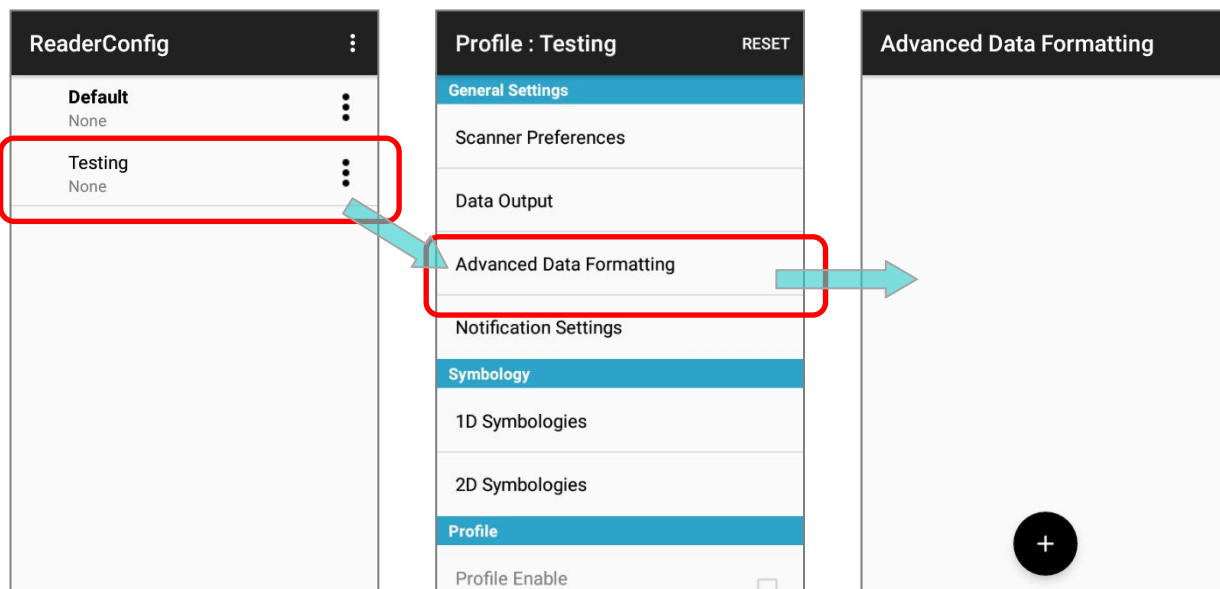 ReaderConfig
Default
None
Testing
None
Profile : Testing
RESET
General Settings
Scanner Preferences
Data Output
Advanced Data Formatting
Notification Settings
Symbology
1D Symbologies
2D Symbologies
Profile
Profile Enable
Advanced Data Formatting
+